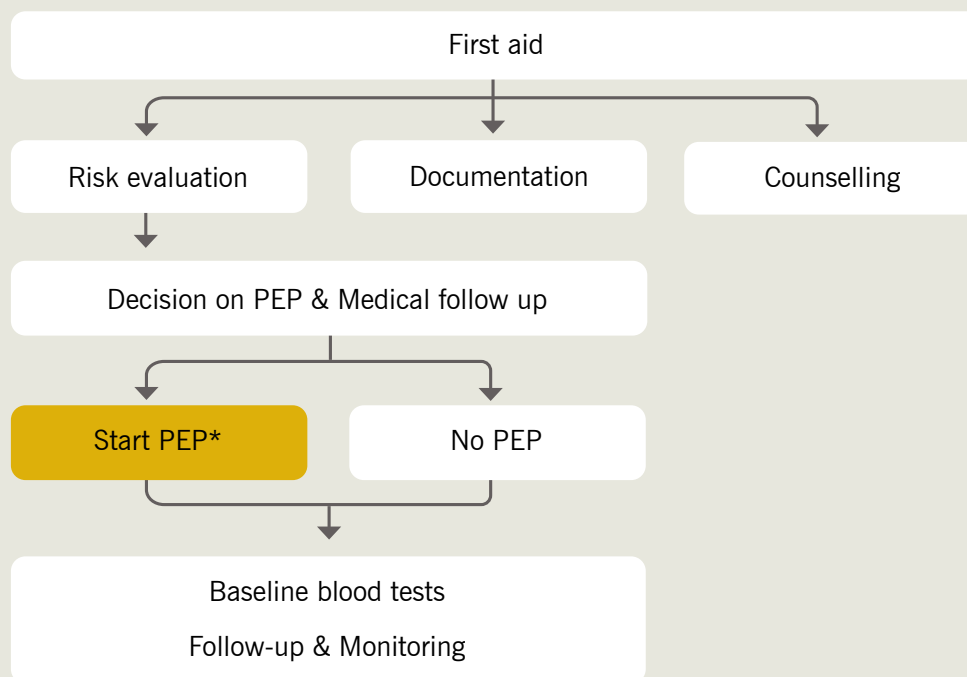 First aid
Risk evaluation
Documentation
Counselling
Decision on PEP & Medical follow up
Start PEP*
No PEP
Baseline blood tests
Follow-up & Monitoring